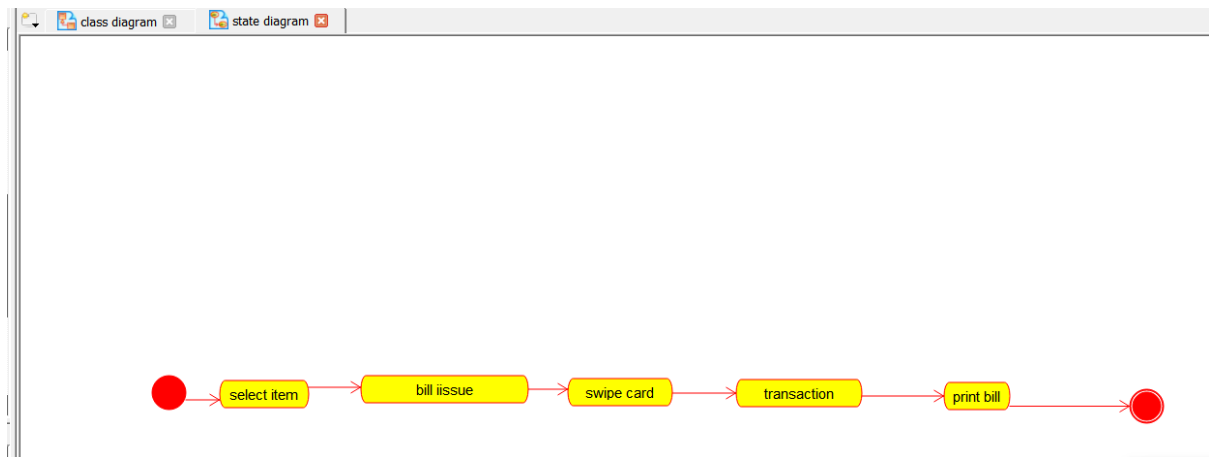 class diagram
state diagram
select item
bill iissue
swipe card
transaction
print bill